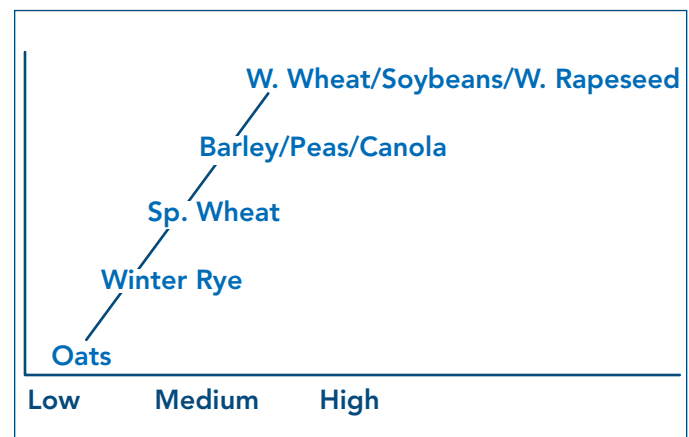 W. Wheat/Soybeans/W. Rapeseed
Barley/Peas/Canola
Sp. Wheat
Winter Rye
Oats
Low Medium High